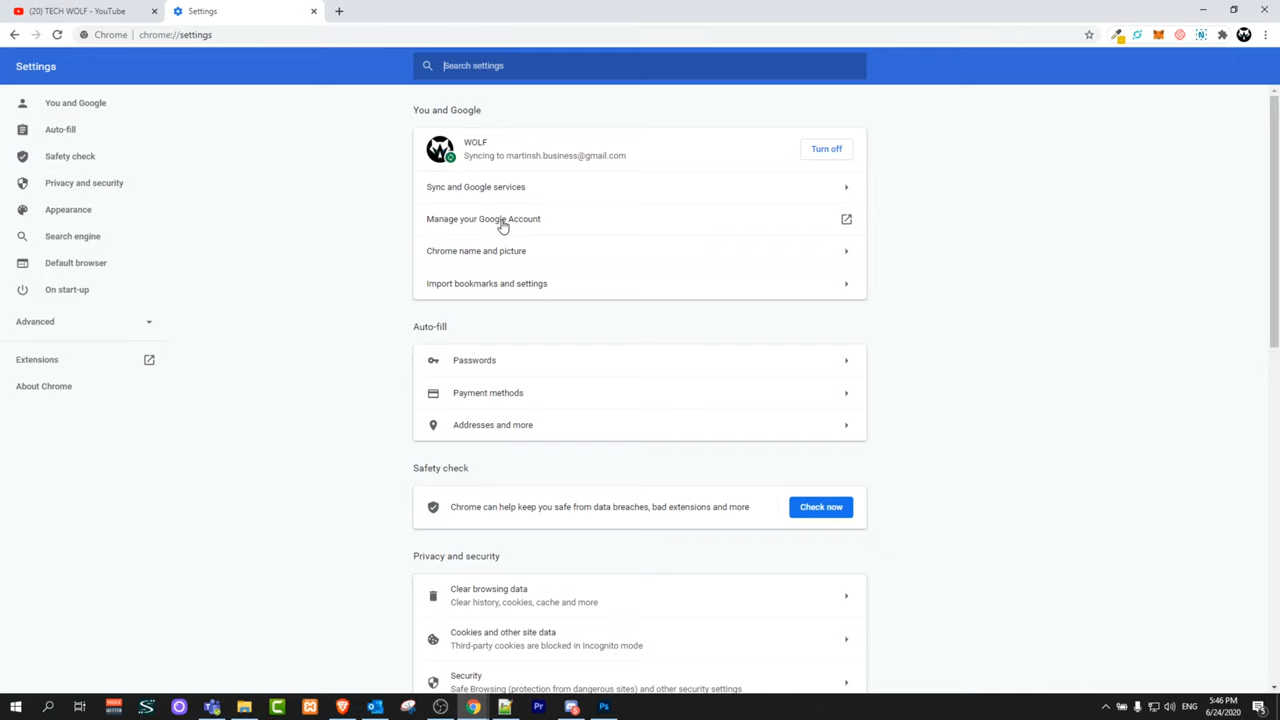 (20) TECH WOLF - YouTube
Settings
Chrome | chrome://settings
Settings
Search settings
You and Google
Auto-fill
Safety check
Privacy and security
Appearance
Search engine
Default browser
On start-up
Advanced
Extensions
About Chrome
You and Google
WOLF
Syncing to martinsh.business@gmail.com
Turn off
Sync and Google services
Manage your Google Account
Chrome name and picture
Import bookmarks and settings
Auto-fill
Passwords
Payment methods
Addresses and more
Safety check
Chrome can help keep you safe from data breaches, bad extensions and more
Check now
Privacy and security
Clear browsing data
Clear history, cookies, cache and more
Cookies and other site data
Third-party cookies are blocked in Incognito mode
Security
Safe Browsing (protection from dangerous sites) and other security settings
5:46 PM
6/24/2020